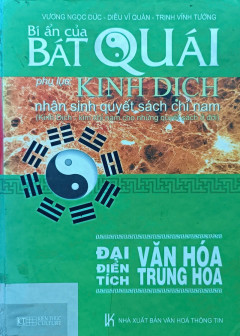 VƯƠNG NGỌC ĐỨC - DIÊU VĨ QUÂN - TRỊNH VĨNH TƯỜNG
Bí ẩn của
BÁT QUÁI
phụ lục
KINH DỊCH
nhân sinh quyết sách chỉ nam
ĐẠI
ĐIỂN
TÍCH
VĂN HÓA
TRUNG HOA
NHÀ XUẤT BẢN VĂN HOÁ THÔNG TIN